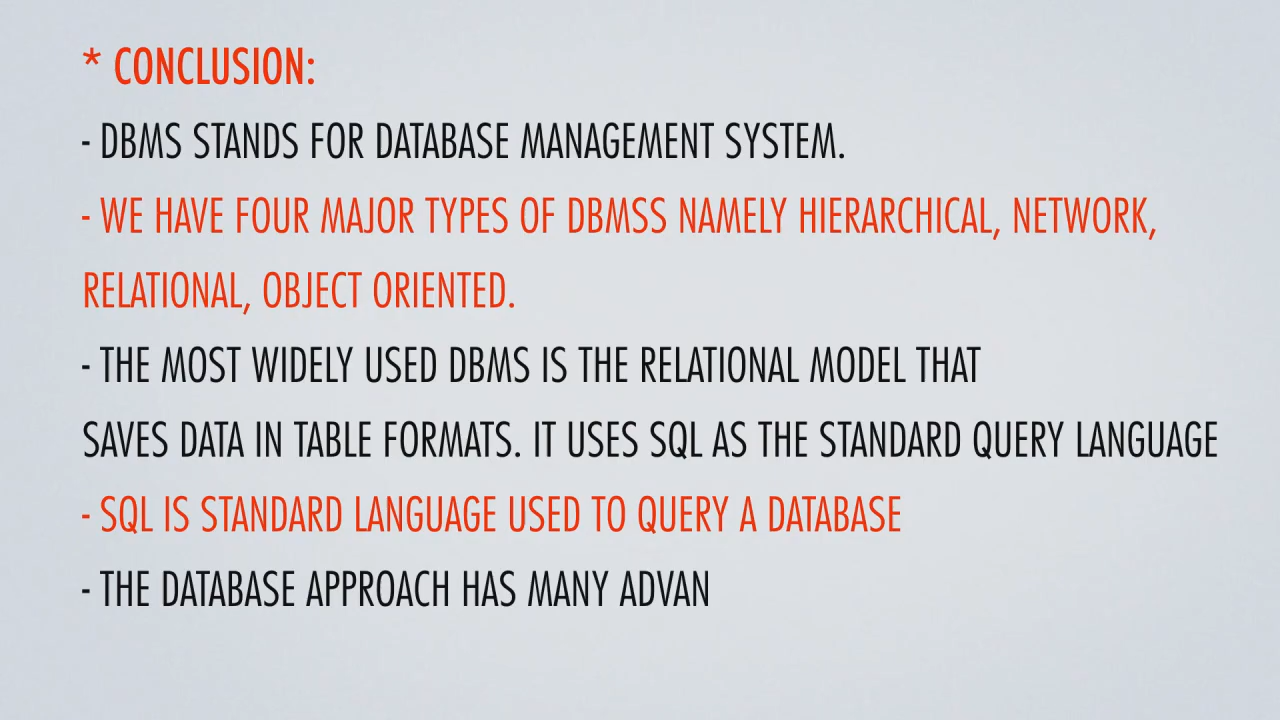 * CONCLUSION:
- DBMS STANDS FOR DATABASE MANAGEMENT SYSTEM.
- WE HAVE FOUR MAJOR TYPES OF DBMSS NAMELY HIERARCHICAL, NETWORK,
RELATIONAL, OBJECT ORIENTED.
- THE MOST WIDELY USED DBMS IS THE RELATIONAL MODEL THAT
SAVES DATA IN TABLE FORMATS. IT USES SQL AS THE STANDARD QUERY LANGUAGE
- SQL IS STANDARD LANGUAGE USED TO QUERY A DATABASE
- THE DATABASE APPROACH HAS MANY ADVAN